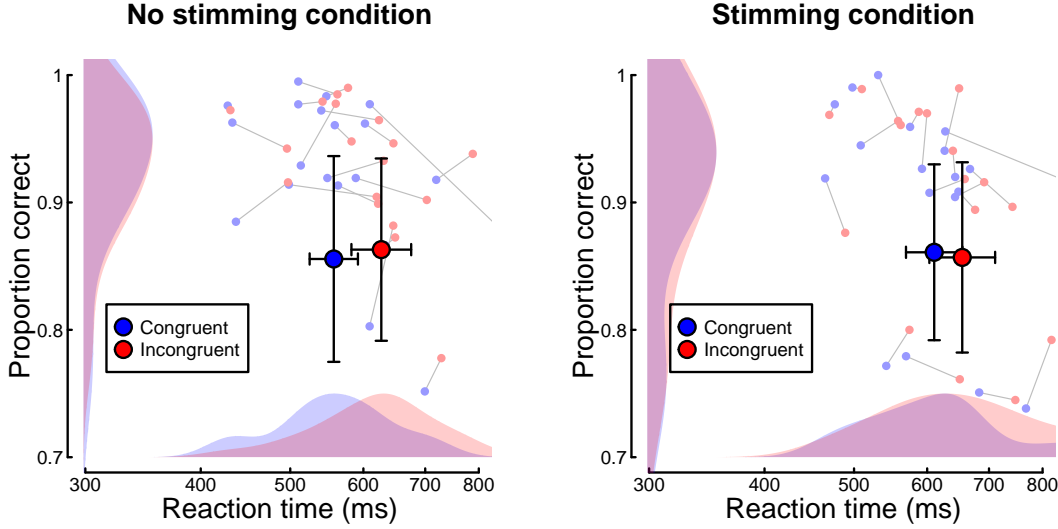 No stimming condition
Proportion correct
1
0.9
0.8
0.7
Congruent
Incongruent
300
400
500
600
700
800
Reaction time (ms)
Stimming condition
Proportion correct
1
0.9
0.8
0.7
Congruent
Incongruent
300
400
500
600
700
800
Reaction time (ms)